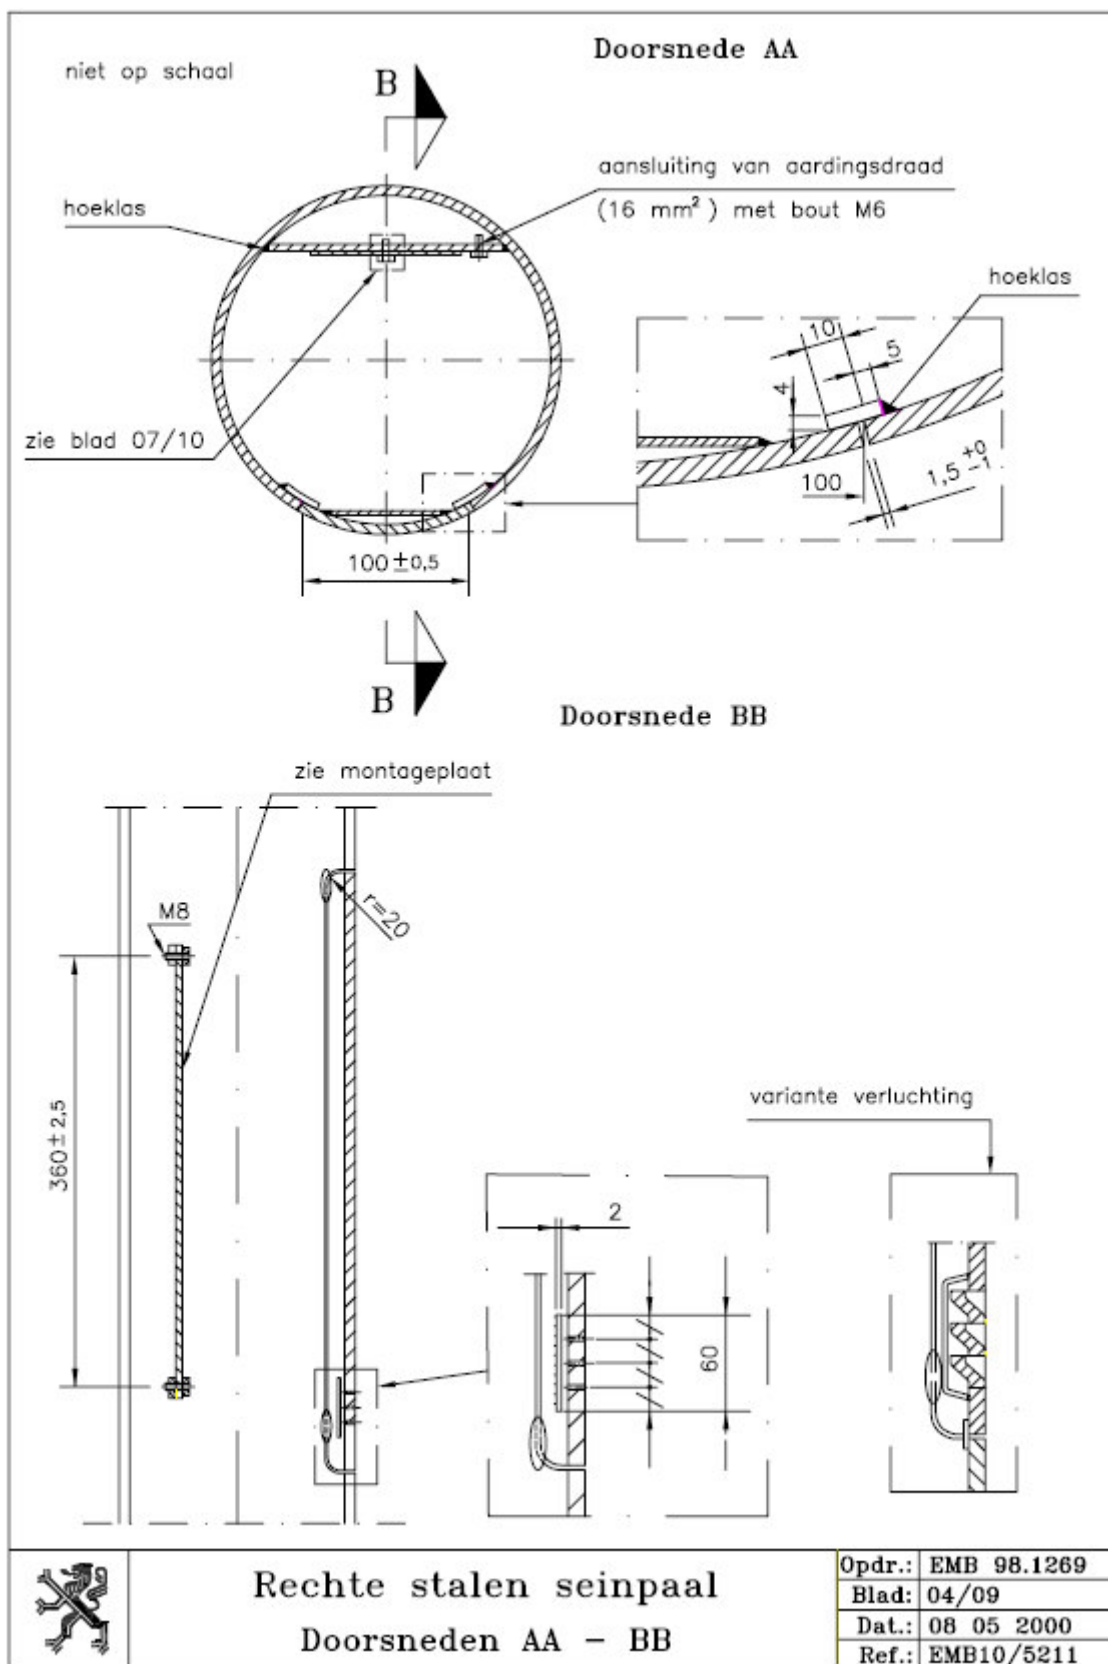 Doorsnede AA
niet op schaal
B
aansluiting van aardingsdraad
(16 mm²) met bout M6
hoeklas
hoeklas
10
5
4
zie blad 07/10
100
1,5 +0 -1
100±0,5
B
Doorsnede BB
zie montageplaat
r=20
M8
360±2,5
variante verluchting
2
60
Rechte stalen seinpaal
Doorsneden AA - BB
Opdr.: EMB 98.1269
Blad: 04/09
Dat.: 08 05 2000
Ref.: EMB10/5211